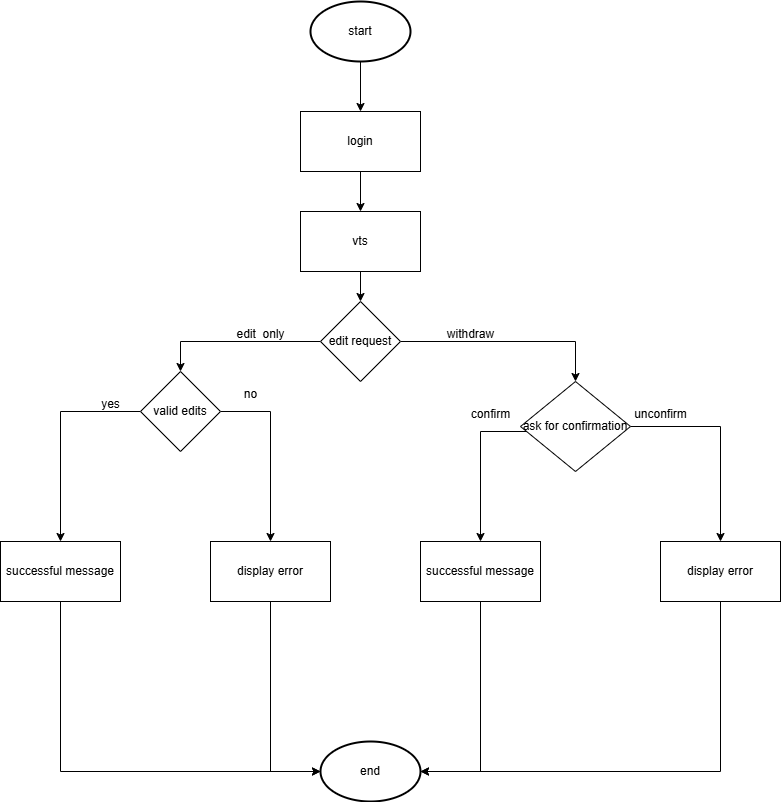 start
login
vts
edit only
edit request
withdraw
yes
valid edits
no
confirm
ask for confirmation
unconfirm
successful message
display error
successful message
display error
end